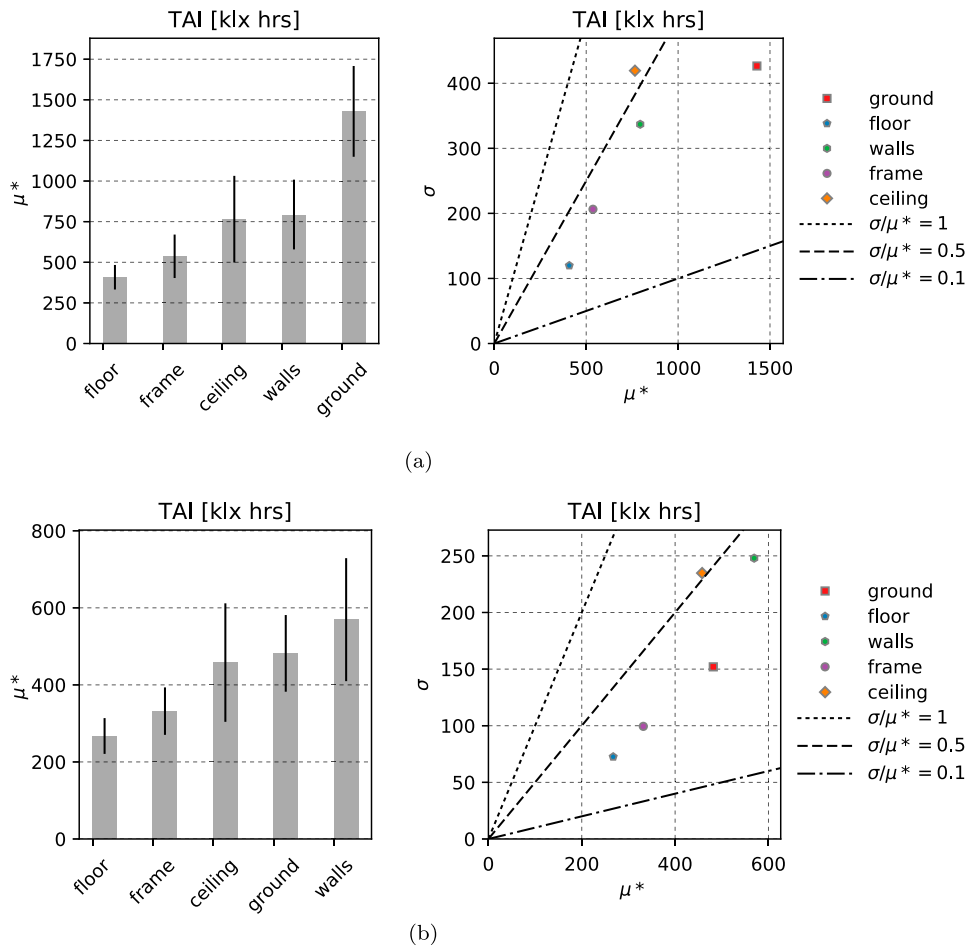 TAI [klx hrs]
μ*
1750
1500
1250
1000
750
500
250
0
floor
frame
ceiling
walls
ground
TAI [klx hrs]
σ
400
300
200
100
0
0
500
1000
1500
μ*
ground
floor
walls
frame
ceiling
σ/μ* = 1
σ/μ* = 0.5
σ/μ* = 0.1
(a)
TAI [klx hrs]
μ*
800
600
400
200
0
floor
frame
ceiling
ground
walls
TAI [klx hrs]
σ
250
200
150
100
50
0
0
200
400
600
μ*
ground
floor
walls
frame
ceiling
σ/μ* = 1
σ/μ* = 0.5
σ/μ* = 0.1
(b)